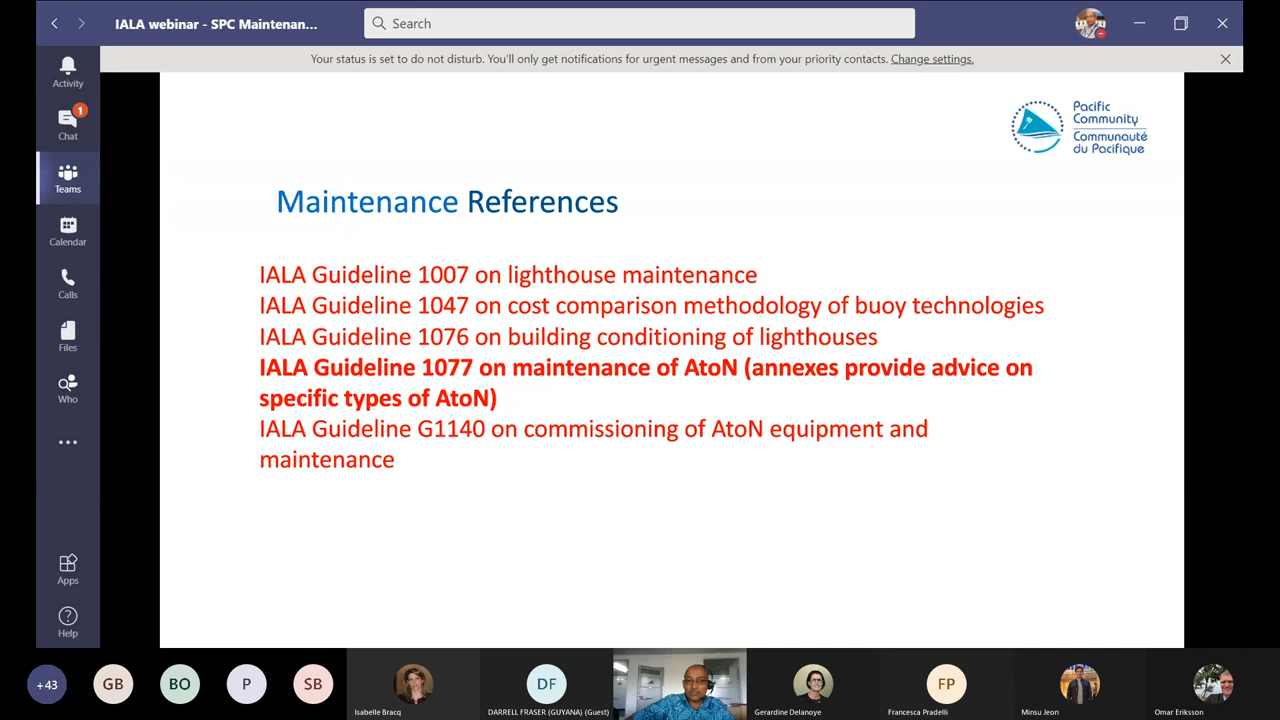 IALA webinar - SPC Maintenan...
Search
Your status is set to do not disturb. You'll only get notifications for urgent messages and from your priority contacts. Change settings.
Activity
1
Chat
Teams
Calendar
Calls
Files
Who
Apps
Help
Pacific
Community
Communauté
du Pacifique
Maintenance References
IALA Guideline 1007 on lighthouse maintenance
IALA Guideline 1047 on cost comparison methodology of buoy technologies
IALA Guideline 1076 on building conditioning of lighthouses
IALA Guideline 1077 on maintenance of AtoN (annexes provide advice on
specific types of AtoN)
IALA Guideline G1140 on commissioning of AtoN equipment and
maintenance
+43
GB
BO
P
SB
Isabelle Bracq
DF
DARRELL FRASER (GUYANA) (Guest)
Gerardine Delanoye
FP
Francesca Pradelli
Minsu Jeon
Omar Eriksson